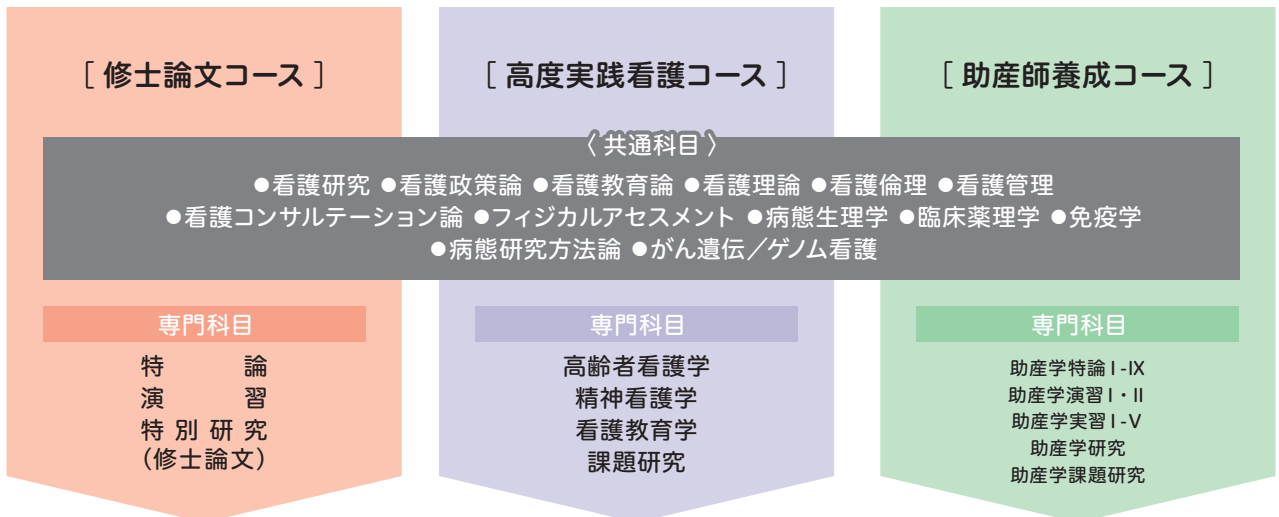 ［ 修士論文コース ］
［ 高度実践看護コース ］
［ 助産師養成コース ］
〈 共通科目 〉
●看護研究 ●看護政策論 ●看護教育論 ●看護理論 ●看護倫理 ●看護管理
●看護コンサルテーション論 ●フィジカルアセスメント ●病態生理学 ●臨床薬理学 ●免疫学
●病態研究方法論 ●がん遺伝／ゲノム看護
専門科目
特論
演習
特別研究
（修士論文）
専門科目
高齢者看護学
精神看護学
看護教育学
課題研究
専門科目
助産学特論 I -IX
助産学演習 I・II
助産学実習 I -V
助産学研究
助産学課題研究